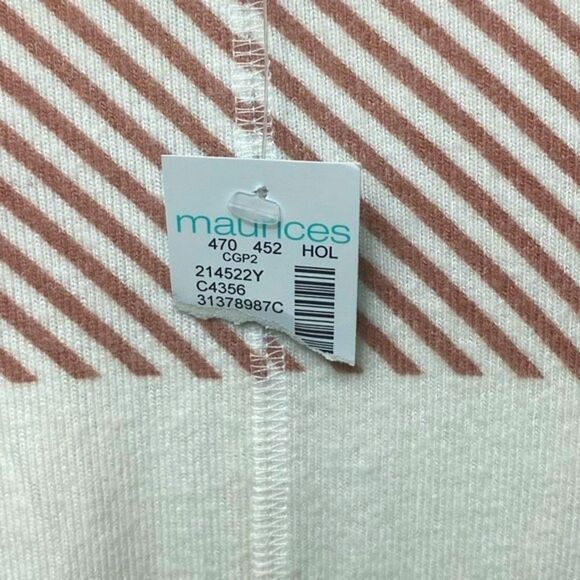 maurices
470 452 HOL
CGP2
214522Y
C4356
31378987C